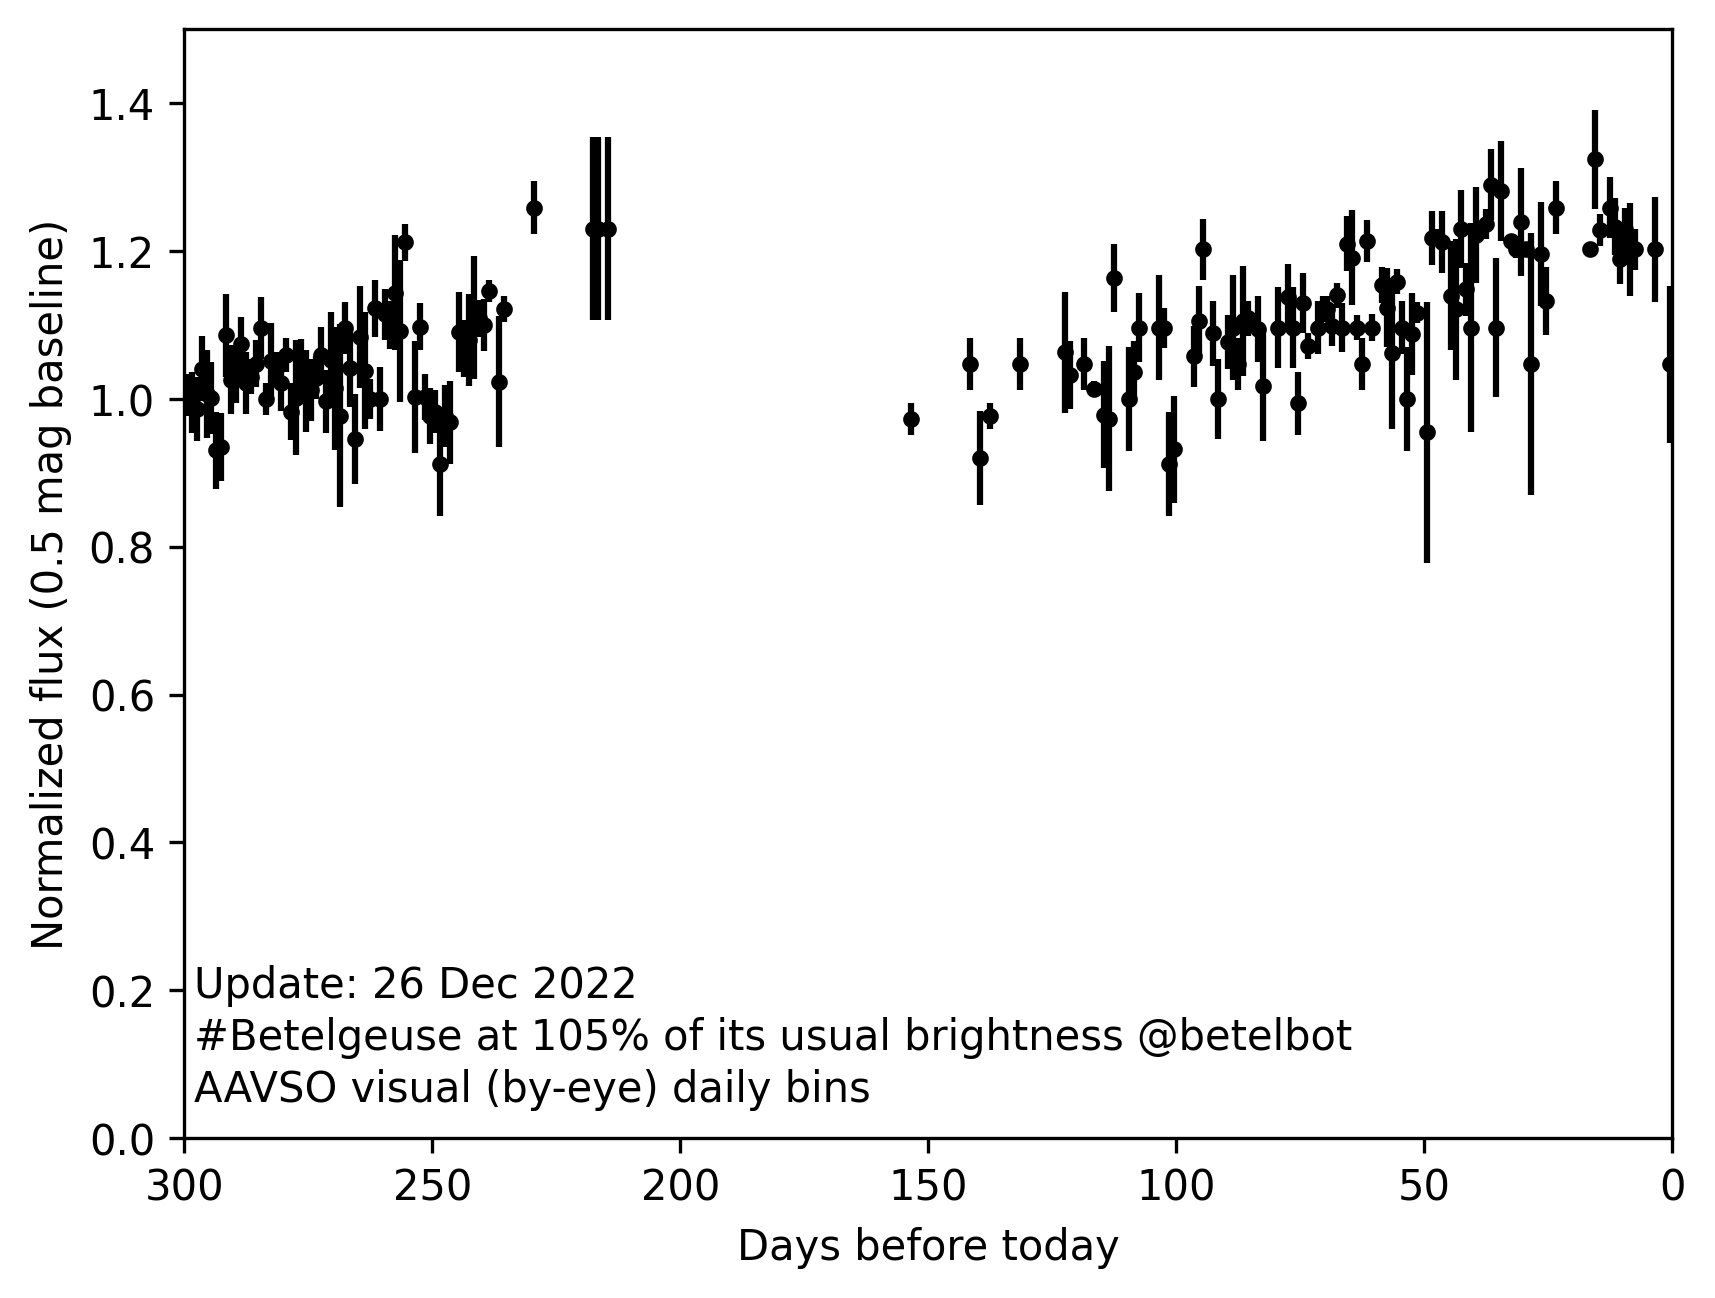 1.4
1.2
1.0
0.8
0.6
0.4
0.2
0.0
Normalized flux (0.5 mag baseline)
Update: 26 Dec 2022
#Betelgeuse at 105% of its usual brightness @betelbot
AAVSO visual (by-eye) daily bins
300 250 200 150 100 50 0
Days before today